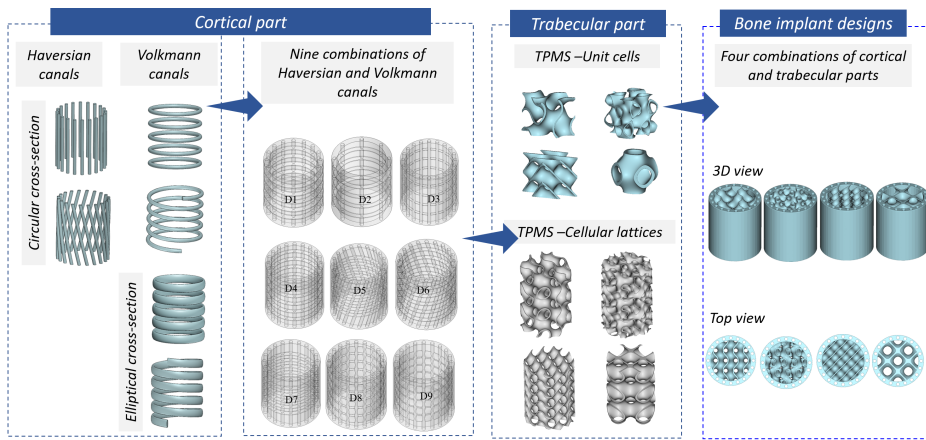 Cortical part
Trabecular part
Bone implant designs
Haversian
canals
Volkmann
canals
Nine combinations of
Haversian and Volkmann
canals
TPMS –Unit cells
Four combinations of cortical
and trabecular parts
Circular cross-section
Elliptical cross-section
D1
D2
D3
D4
D5
D6
D7
D8
D9
TPMS –Cellular lattices
3D view
Top view